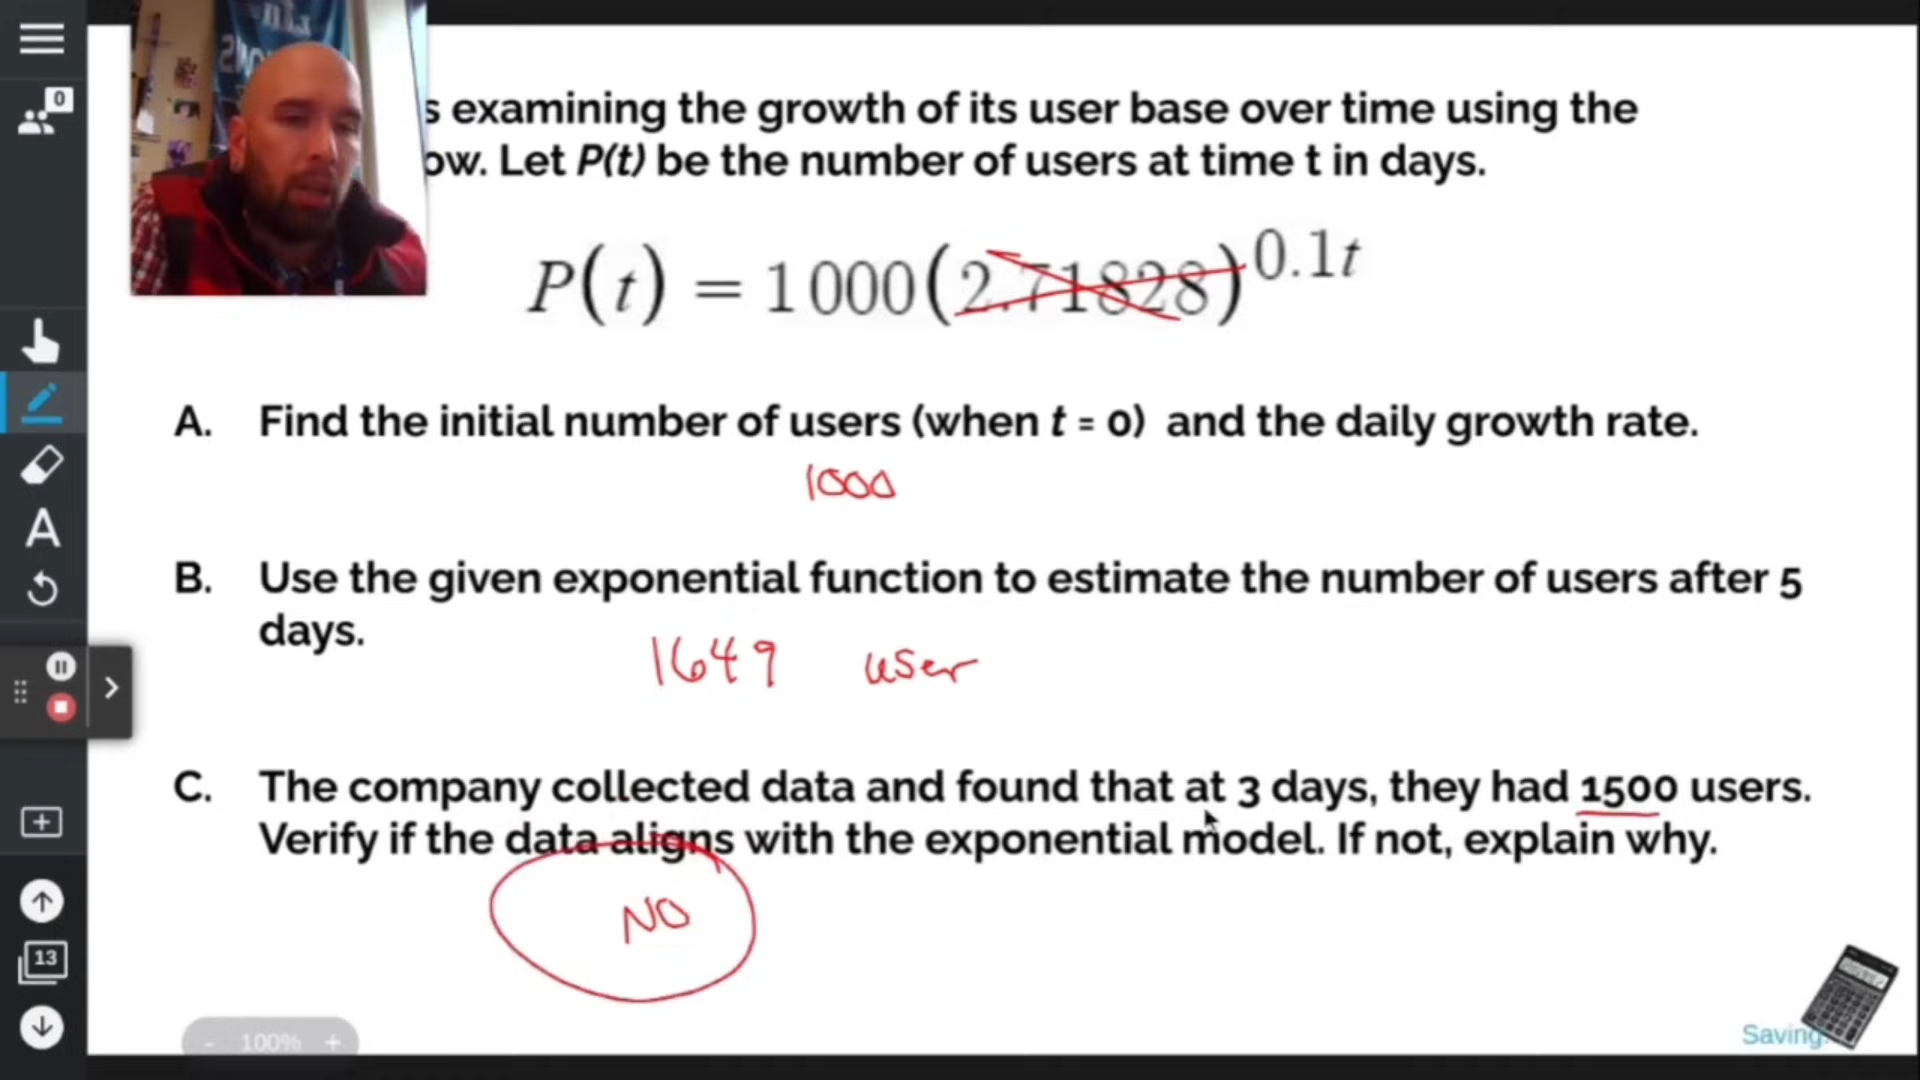 0
s examining the growth of its user base over time using the
ow. Let P(t) be the number of users at time t in days.
P(t) = 1000(2.71828)^0.1t
A. Find the initial number of users (when t = 0) and the daily growth rate.
1000
B. Use the given exponential function to estimate the number of users after 5
days.
1649 user
C. The company collected data and found that at 3 days, they had 1500 users.
Verify if the data aligns with the exponential model. If not, explain why.
NO
A
13
- 100% +
Saving